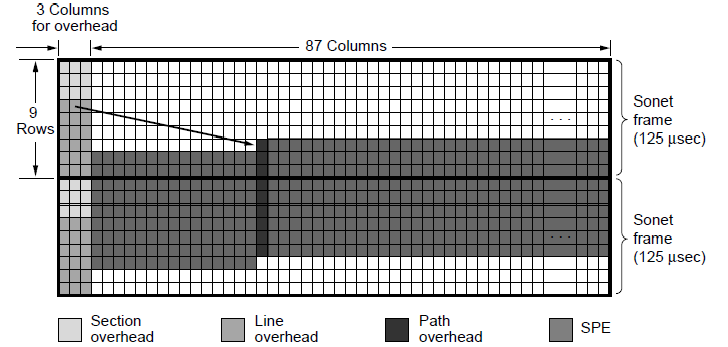 3 Columns
for overhead
87 Columns
9
Rows
. . .
Sonet
frame
(125 μsec)
. . .
Sonet
frame
(125 μsec)
Section
overhead
Line
overhead
Path
overhead
SPE